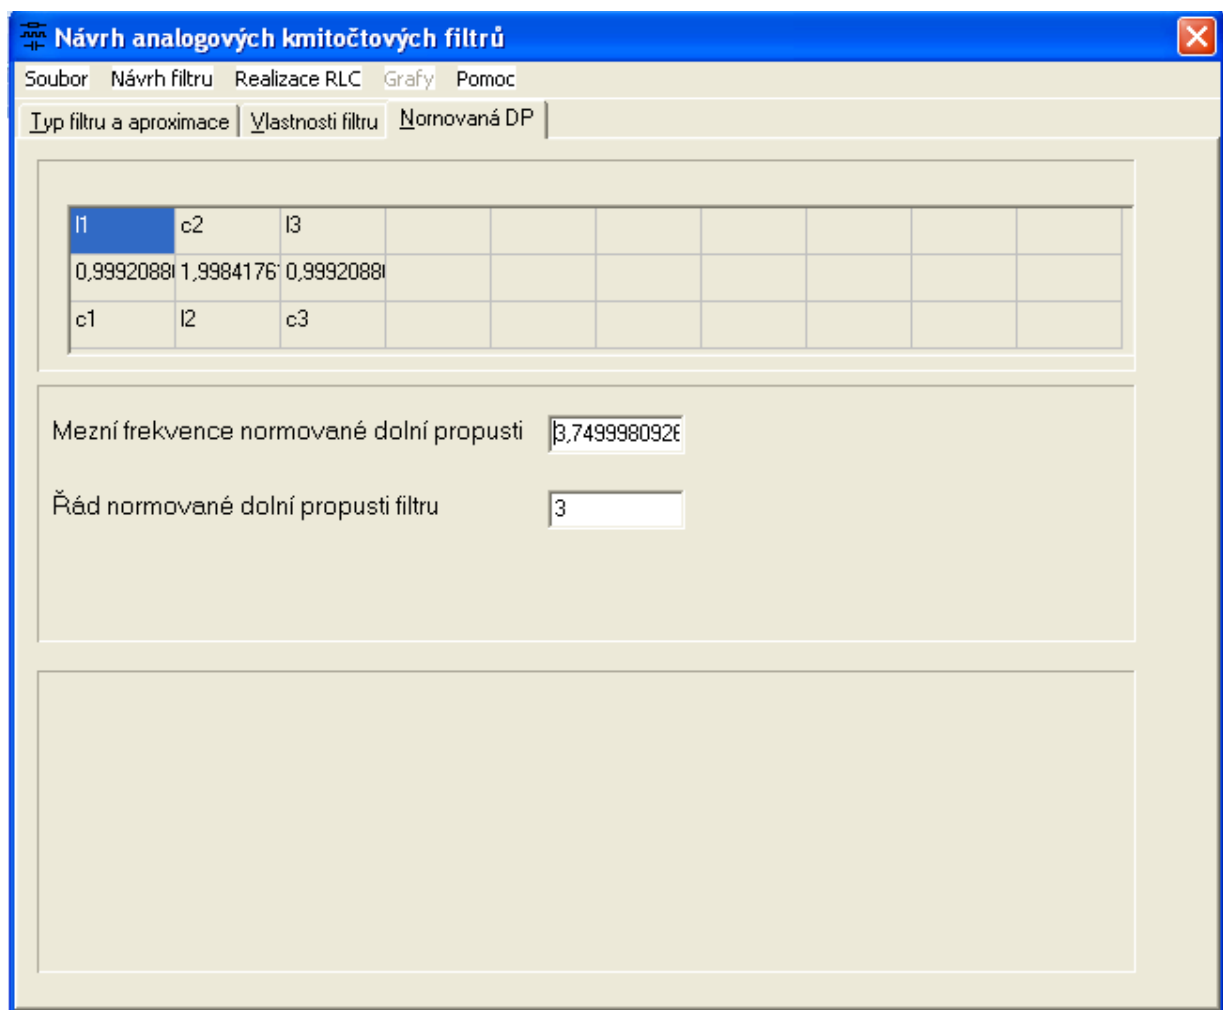 Návrh analogových kmitočtových filtrů
Soubor Návrh filtru Realizace RLC Grafy Pomoc
Typ filtru a aproximace Vlastnosti filtru Nornovaná DP
l1 c2 l3
0,9992088 1,9984176 0,9992088
c1 l2 c3
Mezní frekvence normované dolní propusti 3,7499980926
Řád normované dolní propusti filtru 3